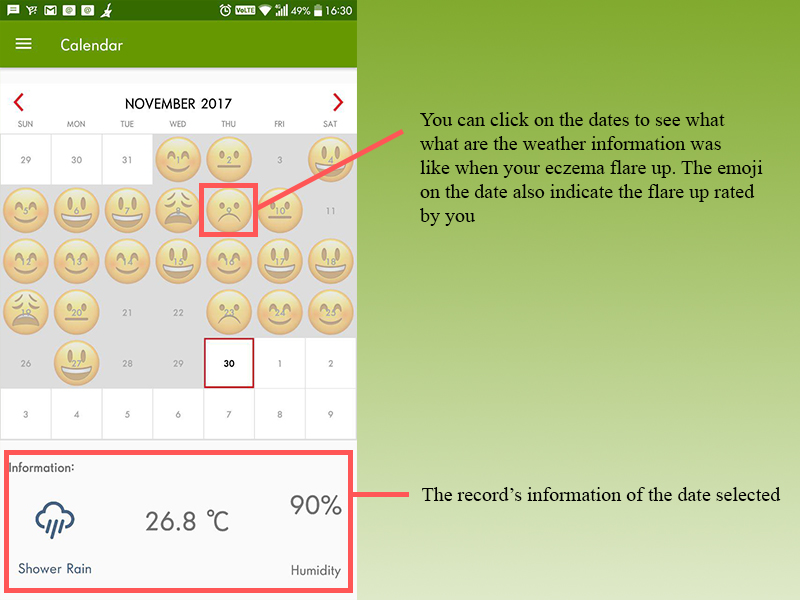 VoLTE 49% 16:30
Calendar
NOVEMBER 2017
SUN MON TUE WED THU FRI SAT
29 30 31 1 2 3 4
5 6 7 8 9 10 11
12 13 14 15 16 17 18
19 20 21 22 23 24 25
26 27 28 29 30 1 2
3 4 5 6 7 8 9
You can click on the dates to see what
what are the weather information was
like when your eczema flare up. The emoji
on the date also indicate the flare up rated
by you
Information:
26.8 ℃
90%
Shower Rain
Humidity
The record’s information of the date selected